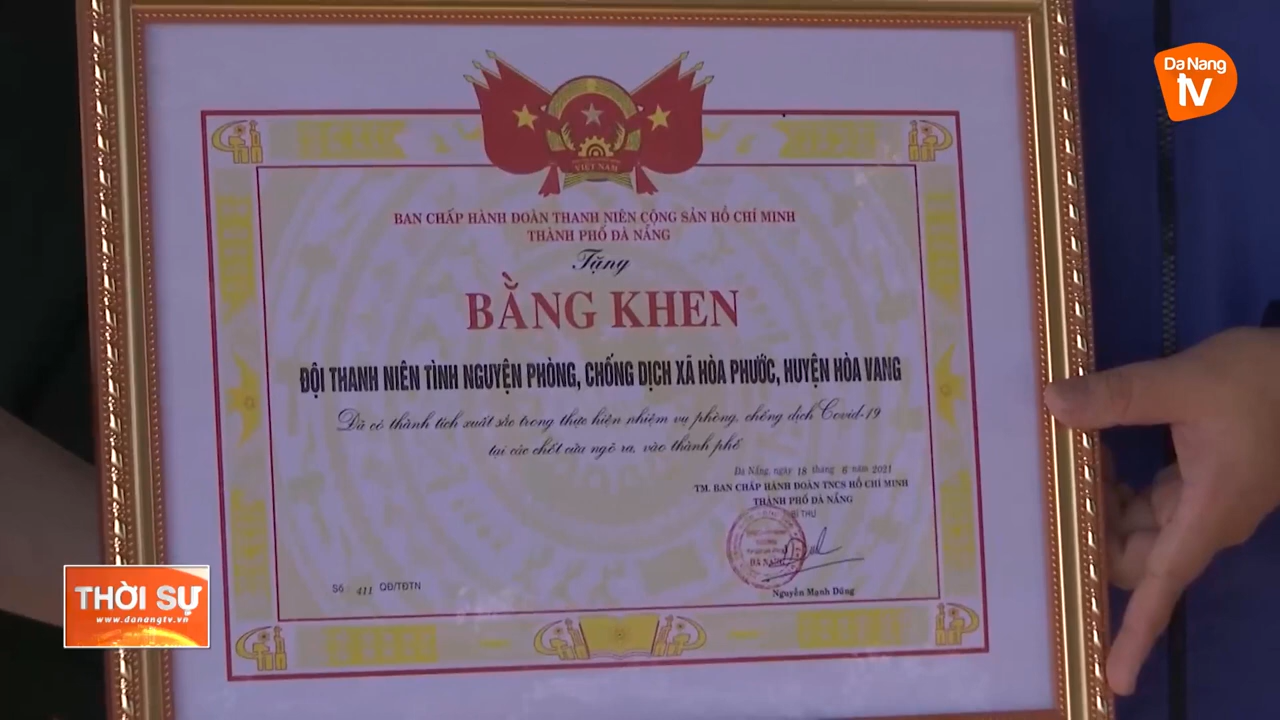 Da Nang
tv
VIỆT NAM
BAN CHẤP HÀNH ĐOÀN THANH NIÊN CỘNG SẢN HỒ CHÍ MINH
THÀNH PHỐ ĐÀ NẴNG
Tặng
BẰNG KHEN
ĐỘI THANH NIÊN TÌNH NGUYỆN PHÒNG, CHỐNG DỊCH XÃ HÒA PHƯỚC, HUYỆN HÒA VANG
Đã có thành tích xuất sắc trong thực hiện nhiệm vụ phòng, chống dịch Covid-19
tại các chốt cửa ngõ ra, vào thành phố
Đà Nẵng, ngày 18 tháng 6 năm 2021
TM. BAN CHẤP HÀNH ĐOÀN TNCS HỒ CHÍ MINH
THÀNH PHỐ ĐÀ NẴNG
BÍ THƯ
ĐÀ NẴNG
Nguyễn Mạnh Dũng
Số 411 QĐ/TĐTN
THỜI SỰ
www.danangtv.vn